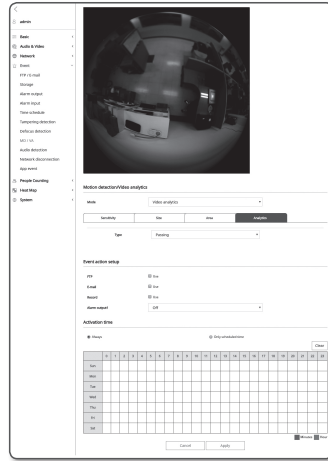 <
admin
Basic
Audio & Video
Network
Event
FTP / E-mail
Storage
Alarm output
Alarm input
Time schedule
Tampering detection
Defocus detection
MD / VA
Audio detection
Network disconnection
App event
People Counting
Heat Map
System
Motion detection/Video analytics
Mode Video analytics
Sensitivity Size Area Analytics
Type Passing
Event action setup
FTP Use
E-mail Use
Record Use
Alarm output1 Off
Activation time
Always Only scheduled time
Clear
0 1 2 3 4 5 6 7 8 9 10 11 12 13 14 15 16 17 18 19 20 21 22 23
Sun
Mon
Tue
Wed
Thu
Fri
Sat
Minutes Hour
Cancel Apply